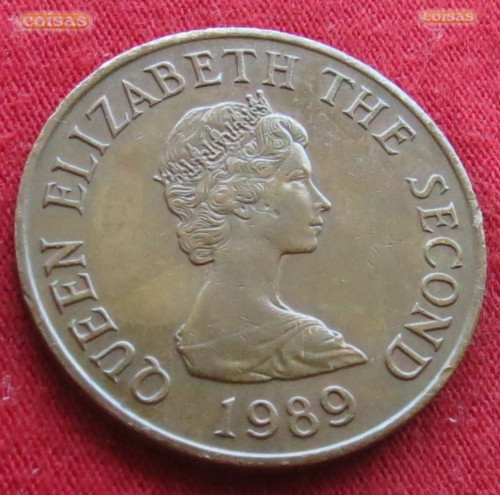 coisas
coisas
QUEEN ELIZABETH THE SECOND
1989